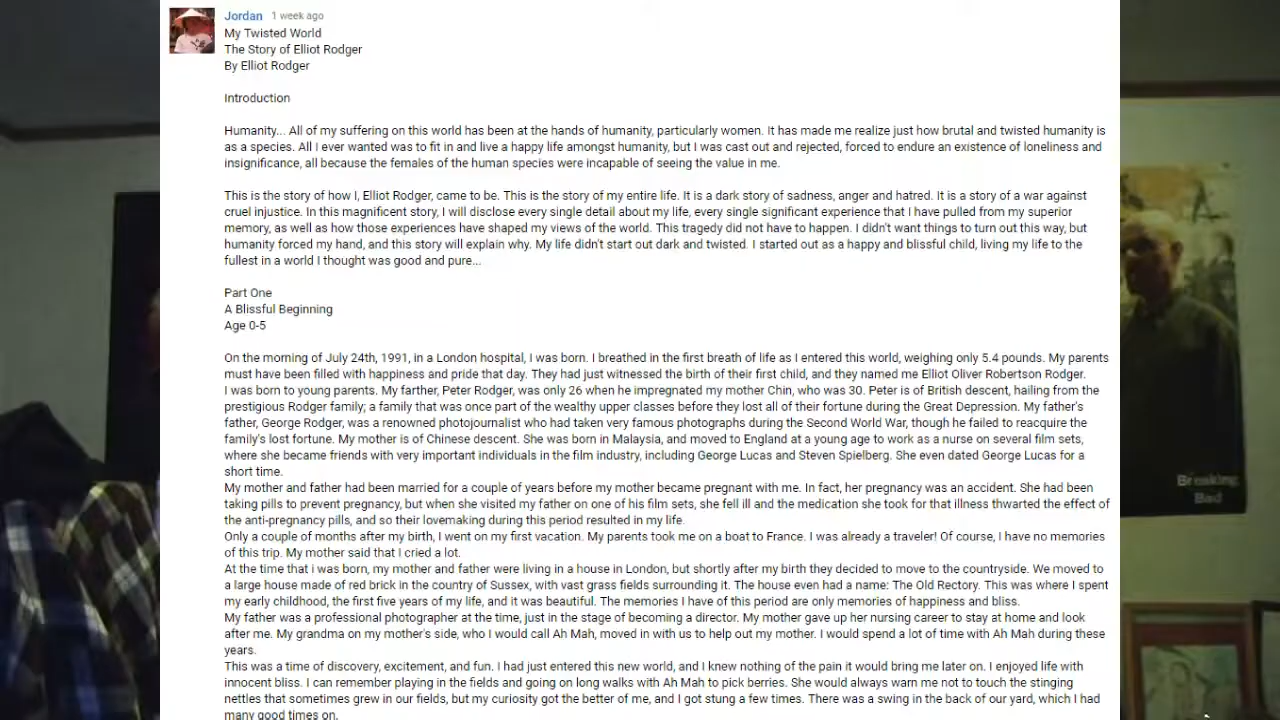 Jordan 1 week ago
My Twisted World
The Story of Elliot Rodger
By Elliot Rodger
Introduction
Humanity... All of my suffering on this world has been at the hands of humanity, particularly women. It has made me realize just how brutal and twisted humanity is
as a species. All I ever wanted was to fit in and live a happy life amongst humanity, but I was cast out and rejected, forced to endure an existence of loneliness and
insignificance, all because the females of the human species were incapable of seeing the value in me.
This is the story of how I, Elliot Rodger, came to be. This is the story of my entire life. It is a dark story of sadness, anger and hatred. It is a story of a war against
cruel injustice. In this magnificent story, I will disclose every single detail about my life, every single significant experience that I have pulled from my superior
memory, as well as how those experiences have shaped my views of the world. This tragedy did not have to happen. I didn't want things to turn out this way, but
humanity forced my hand, and this story will explain why. My life didn't start out dark and twisted. I started out as a happy and blissful child, living my life to the
fullest in a world I thought was good and pure...
Part One
A Blissful Beginning
Age 0-5
On the morning of July 24th, 1991, in a London hospital, I was born. I breathed in the first breath of life as I entered this world, weighing only 5.4 pounds. My parents
must have been filled with happiness and pride that day. They had just witnessed the birth of their first child, and they named me Elliot Oliver Robertson Rodger.
I was born to young parents. My farther, Peter Rodger, was only 26 when he impregnated my mother Chin, who was 30. Peter is of British descent, hailing from the
prestigious Rodger family; a family that was once part of the wealthy upper classes before they lost all of their fortune during the Great Depression. My father's
father, George Rodger, was a renowned photojournalist who had taken very famous photographs during the Second World War, though he failed to reacquire the
family's lost fortune. My mother is of Chinese descent. She was born in Malaysia, and moved to England at a young age to work as a nurse on several film sets,
where she became friends with very important individuals in the film industry, including George Lucas and Steven Spielberg. She even dated George Lucas for a
short time.
My mother and father had been married for a couple of years before my mother became pregnant with me. In fact, her pregnancy was an accident. She had been
taking pills to prevent pregnancy, but when she visited my father on one of his film sets, she fell ill and the medication she took for that illness thwarted the effect of
the anti-pregnancy pills, and so their lovemaking during this period resulted in my life.
Only a couple of months after my birth, I went on my first vacation. My parents took me on a boat to France. I was already a traveler! Of course, I have no memories
of this trip. My mother said that I cried a lot.
At the time that i was born, my mother and father were living in a house in London, but shortly after my birth they decided to move to the countryside. We moved to
a large house made of red brick in the country of Sussex, with vast grass fields surrounding it. The house even had a name: The Old Rectory. This was where I spent
my early childhood, the first five years of my life, and it was beautiful. The memories I have of this period are only memories of happiness and bliss.
My father was a professional photographer at the time, just in the stage of becoming a director. My mother gave up her nursing career to stay at home and look
after me. My grandma on my mother's side, who I would call Ah Mah, moved in with us to help out my mother. I would spend a lot of time with Ah Mah during these
years.
This was a time of discovery, excitement, and fun. I had just entered this new world, and I knew nothing of the pain it would bring me later on. I enjoyed life with
innocent bliss. I can remember playing in the fields and going on long walks with Ah Mah to pick berries. She would always warn me not to touch the stinging
nettles that sometimes grew in our fields, but my curiosity got the better of me, and I got stung a few times. There was a swing in the back of our yard, which I had
many good times on.
Breaking
Bad